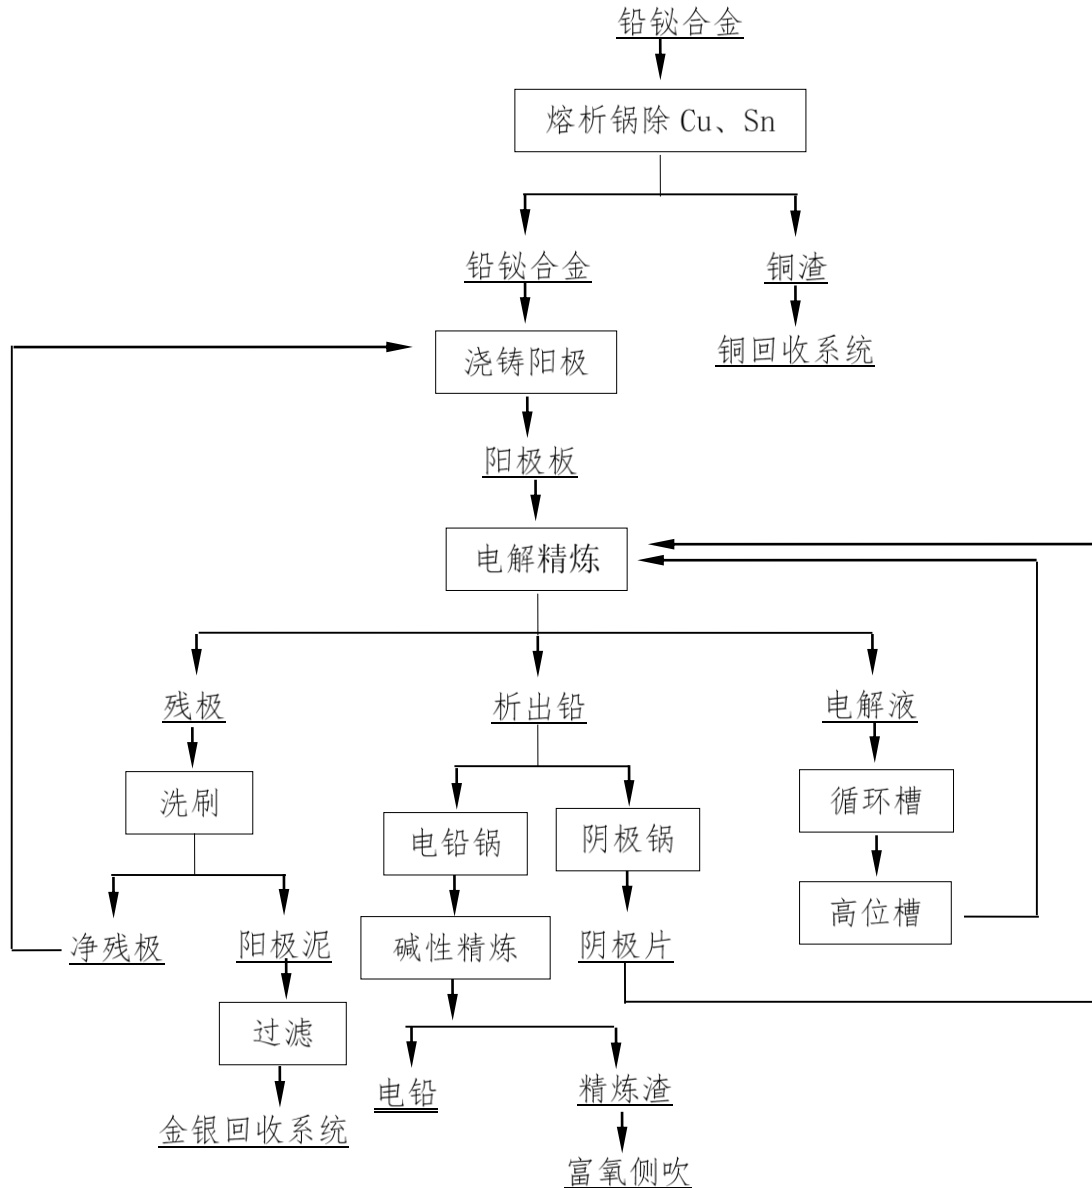 铅铋合金
熔析锅除 Cu、Sn
铅铋合金
铜渣
铜回收系统
浇铸阳极
阳极板
电解精炼
残极
析出铅
电解液
洗刷
电铅锅
阴极锅
循环槽
高位槽
净残极
阳极泥
碱性精炼
阴极片
过滤
电铅
精炼渣
金银回收系统
富氧侧吹